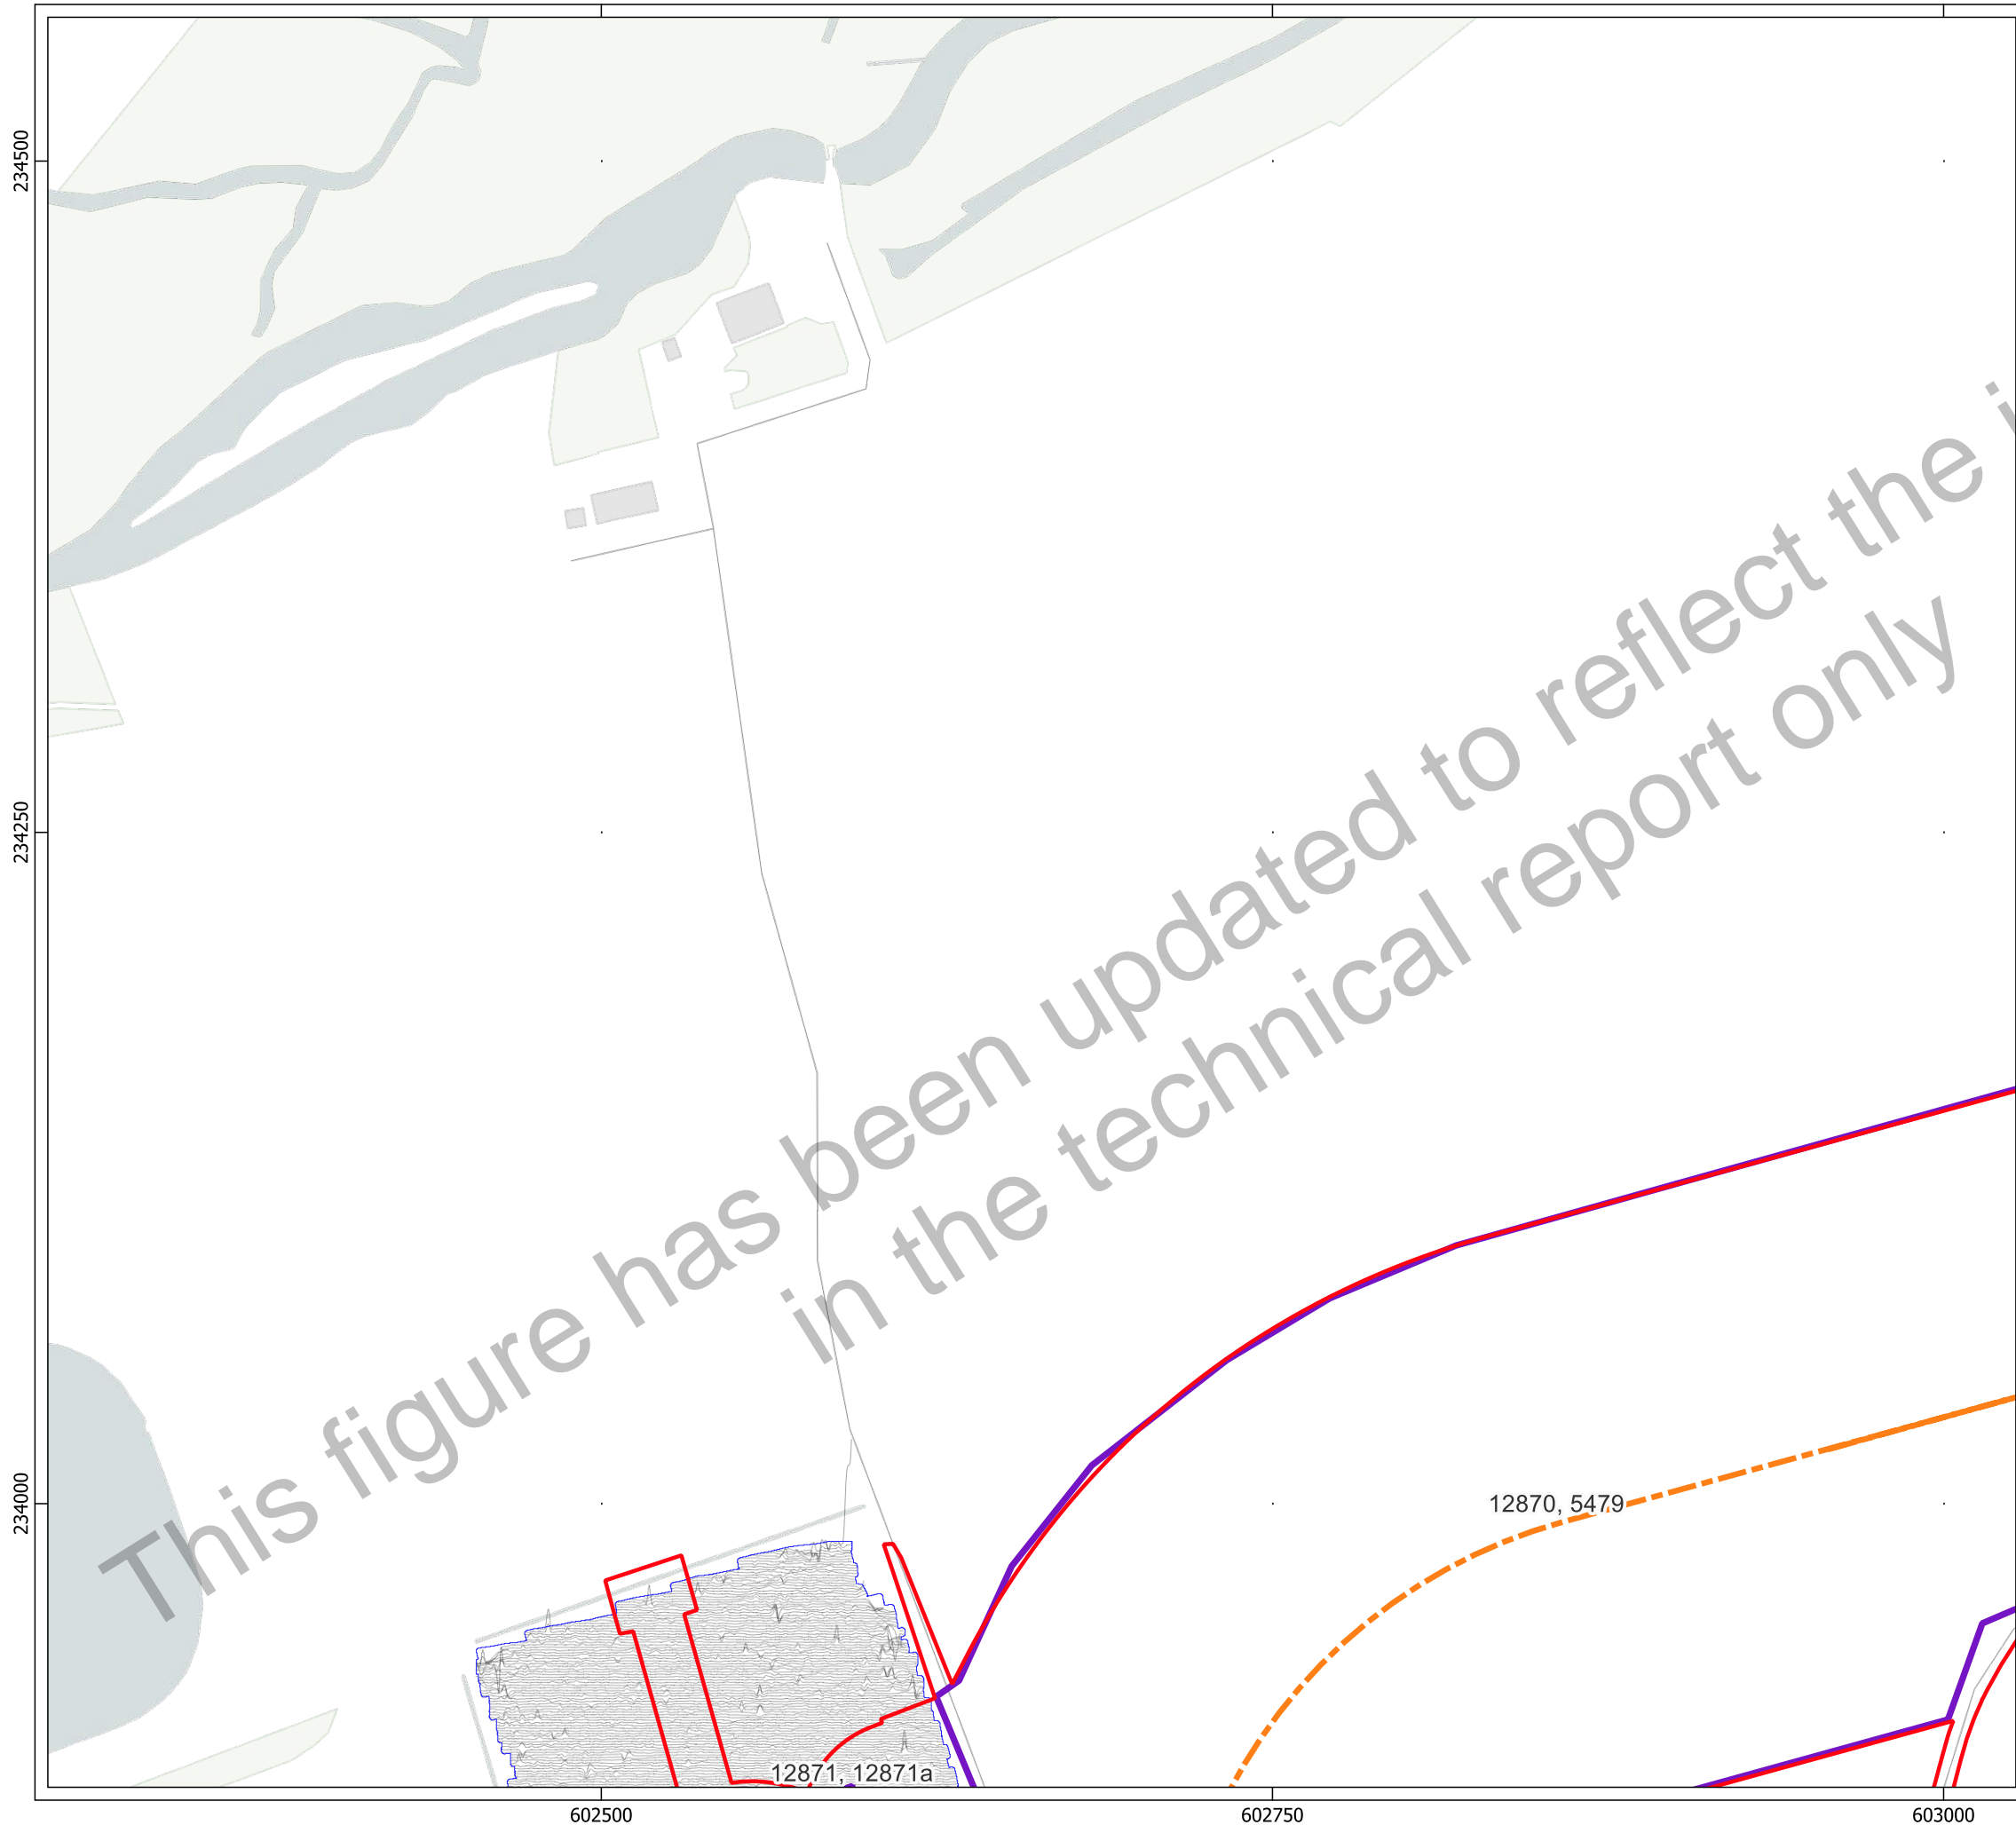 234500
234250
234000
This figure has been updated to reflect the
in the technical report only
12870, 5479
12871, 12871a
602500
602750
603000